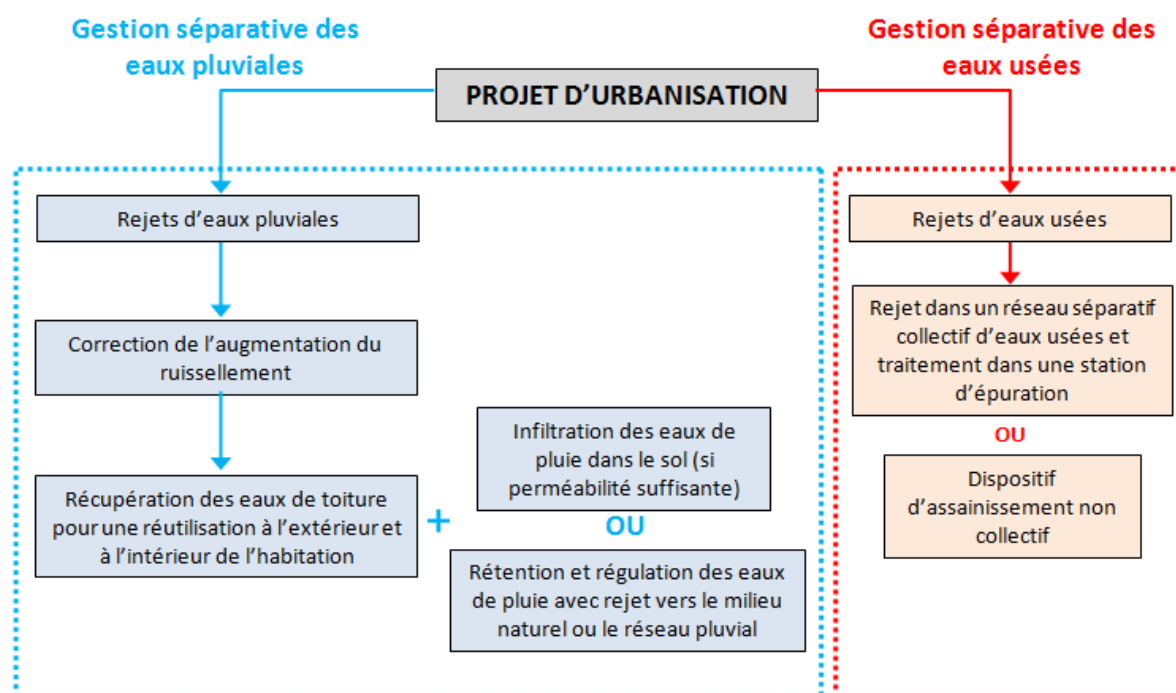 Gestion séparative des
eaux pluviales
PROJET D’URBANISATION
Gestion séparative des
eaux usées
Rejets d’eaux pluviales
Correction de l’augmentation du
ruissellement
Récupération des eaux de toiture
pour une réutilisation à l’extérieur et
à l’intérieur de l’habitation
+
Infiltration des eaux de
pluie dans le sol (si
perméabilité suffisante)
OU
Rétention et régulation des eaux
de pluie avec rejet vers le milieu
naturel ou le réseau pluvial
Rejets d’eaux usées
Rejet dans un réseau séparatif
collectif d’eaux usées et
traitement dans une station
d’épuration
OU
Dispositif
d’assainissement non
collectif